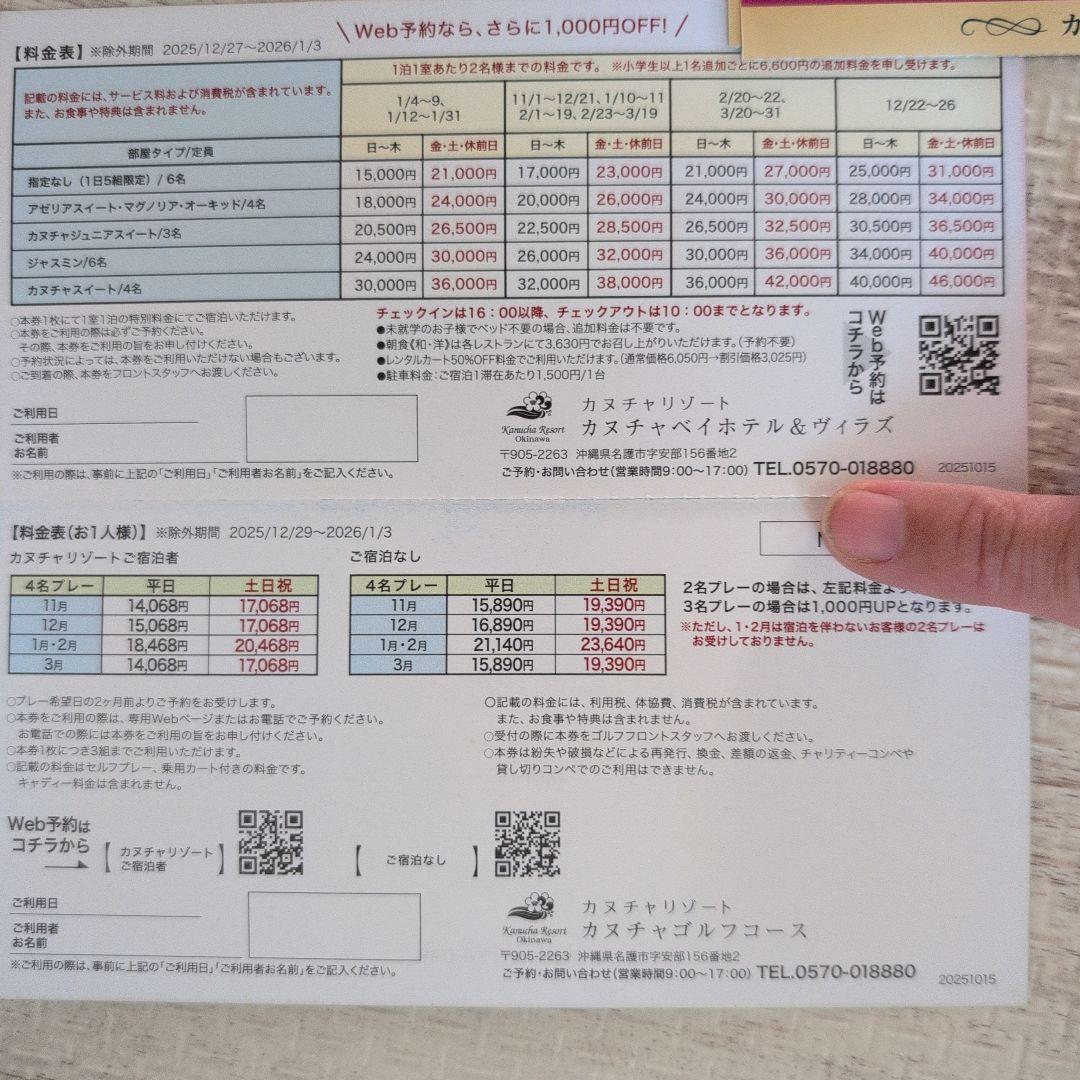 \ Web予約なら、さらに1,000円OFF! /
カ
【料金表】※除外期間 2025/12/27～2026/1/3
1泊1室あたり2名様までの料金です。 ※小学生以上1名追加ごとに6,600円の追加料金を申し受けます。
記載の料金には、サービス料および消費税が含まれています。
また、お食事や特典は含まれません。
1/4～9、 11/1～12/21、1/10～11 2/20～22、 12/22～26
1/12～1/31 2/1～19、2/23～3/19 3/20～31
部屋タイプ/定員 日～木 金・土・休前日 日～木 金・土・休前日 日～木 金・土・休前日 日～木 金・土・休前日
指定なし（1日5組限定）/ 6名 15,000円 21,000円 17,000円 23,000円 21,000円 27,000円 25,000円 31,000円
アゼリアスイート・マグノリア・オーキッド/4名 18,000円 24,000円 20,000円 26,000円 24,000円 30,000円 28,000円 34,000円
カヌチャジュニアスイート/3名 20,500円 26,500円 22,500円 28,500円 26,500円 32,500円 30,500円 36,500円
ジャスミン/6名 24,000円 30,000円 26,000円 32,000円 30,000円 36,000円 34,000円 40,000円
カヌチャスイート/4名 30,000円 36,000円 32,000円 38,000円 36,000円 42,000円 40,000円 46,000円
○本券1枚にて1室1泊の特別料金にてご宿泊いただけます。
○本券をご利用の際は必ずご予約ください。
その際、本券のご利用の旨をお申し付けください。
○予約状況によっては、本券をご利用いただけない場合もございます。
○ご到着の際、本券をフロントスタッフへお渡しください。
チェックインは16：00以降、チェックアウトは10：00までとなります。
●未就学のお子様でベッド不要の場合、追加料金は不要です。
●朝食《和・洋》は各レストランにて3,630円でお召し上がりいただけます。（予約不要）
●レンタルカート50%OFF料金でご利用いただけます。（通常価格6,050円→割引価格3,025円）
●駐車料金：ご宿泊1滞在あたり1,500円/1台
Web予約は
コチラから
ご利用日
ご利用者
お名前
※ご利用の際は、事前に上記の「ご利用日」「ご利用者お名前」をご記入ください。
Kanucha Resort
Okinawa
カヌチャリゾート
カヌチャベイホテル＆ヴィラズ
〒905-2263 沖縄県名護市字安部156番地2
ご予約・お問い合わせ（営業時間9:00～17:00） TEL.0570-018880 20251015
【料金表（お1人様）】 ※除外期間 2025/12/29～2026/1/3
カヌチャリゾートご宿泊者
4名プレー 平日 土日祝
11月 14,068円 17,068円
12月 15,068円 17,068円
1月・2月 18,468円 20,468円
3月 14,068円 17,068円
ご宿泊なし
4名プレー 平日 土日祝
11月 15,890円 19,390円
12月 16,890円 19,390円
1月・2月 21,140円 23,640円
3月 15,890円 19,390円
2名プレーの場合は、左記料金よ
3名プレーの場合は1,000円UPとなります。
※ただし、1・2月は宿泊を伴わないお客様の2名プレーは
お受けしておりません。
○プレー希望日の2ヶ月前よりご予約をお受けします。
○本券をご利用の際は、専用Webページまたはお電話でご予約ください。
お電話での際には本券をご利用の旨をお申し付けください。
○本券1枚につき3組までご利用いただけます。
○記載の料金はセルフプレー、乗用カート付きの料金です。
キャディー料金は含まれません。
○記載の料金には、利用税、体協費、消費税が含まれています。
また、お食事や特典は含まれません。
○受付の際に本券をゴルフフロントスタッフへお渡しください。
○本券は紛失や破損などによる再発行、換金、差額の返金、チャリティーコンペや
貸し切りコンペでのご利用はできません。
Web予約は
コチラから
【 カヌチャリゾート ご宿泊者 】
【 ご宿泊なし 】
ご利用日
ご利用者
お名前
※ご利用の際は、事前に上記の「ご利用日」「ご利用者お名前」をご記入ください。
Kanucha Resort
Okinawa
カヌチャリゾート
カヌチャゴルフコース
〒905-2263 沖縄県名護市字安部156番地2
ご予約・お問い合わせ（営業時間9:00～17:00） TEL.0570-018880 20251015